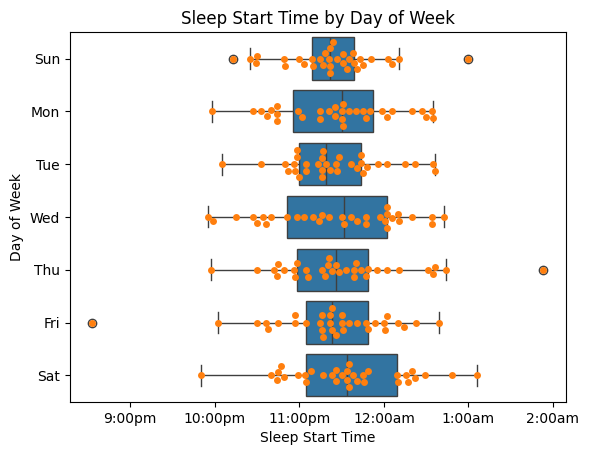 Sleep Start Time by Day of Week
Day of Week
Sun
Mon
Tue
Wed
Thu
Fri
Sat
9:00pm 10:00pm 11:00pm 12:00am 1:00am 2:00am
Sleep Start Time